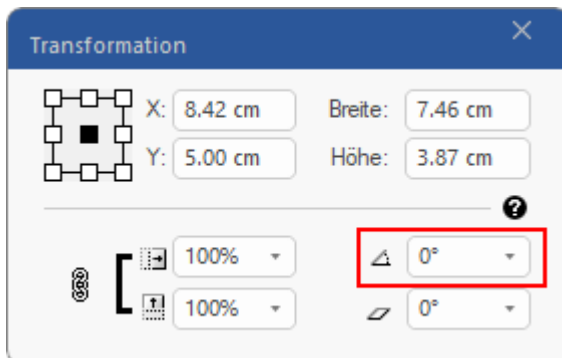 Transformation
X: 8.42 cm Breite: 7.46 cm
Y: 5.00 cm Höhe: 3.87 cm
?
100% 0°
100% 0°